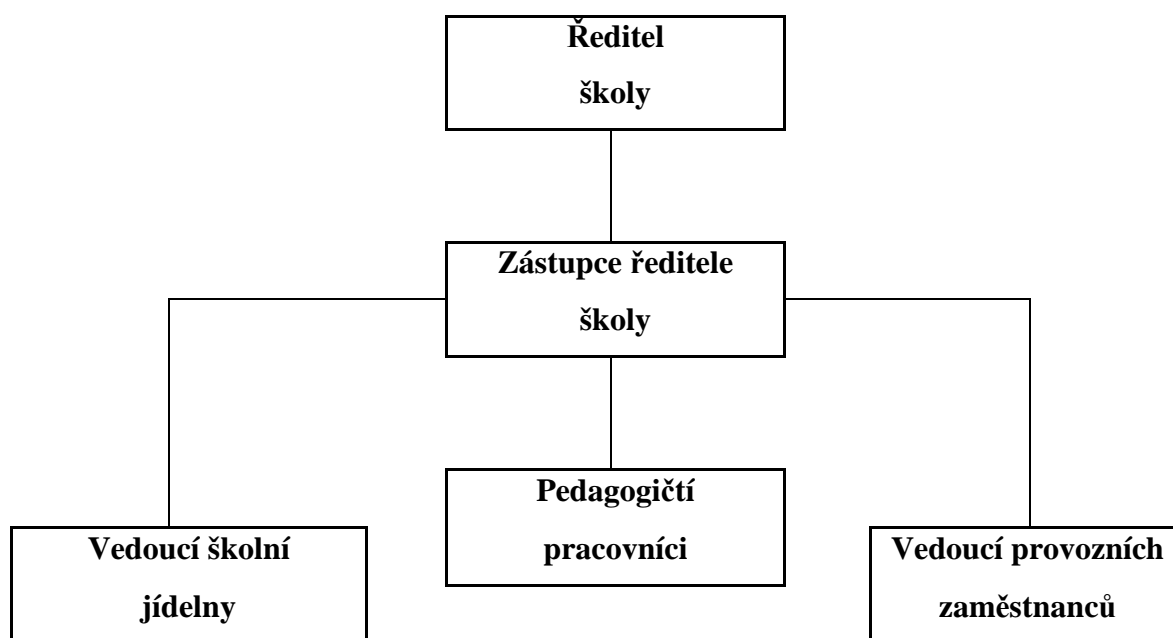 Ředitel
školy
Zástupce ředitele
školy
Pedagogičtí
pracovníci
Vedoucí školní
jídelny
Vedoucí provozních
zaměstnanců